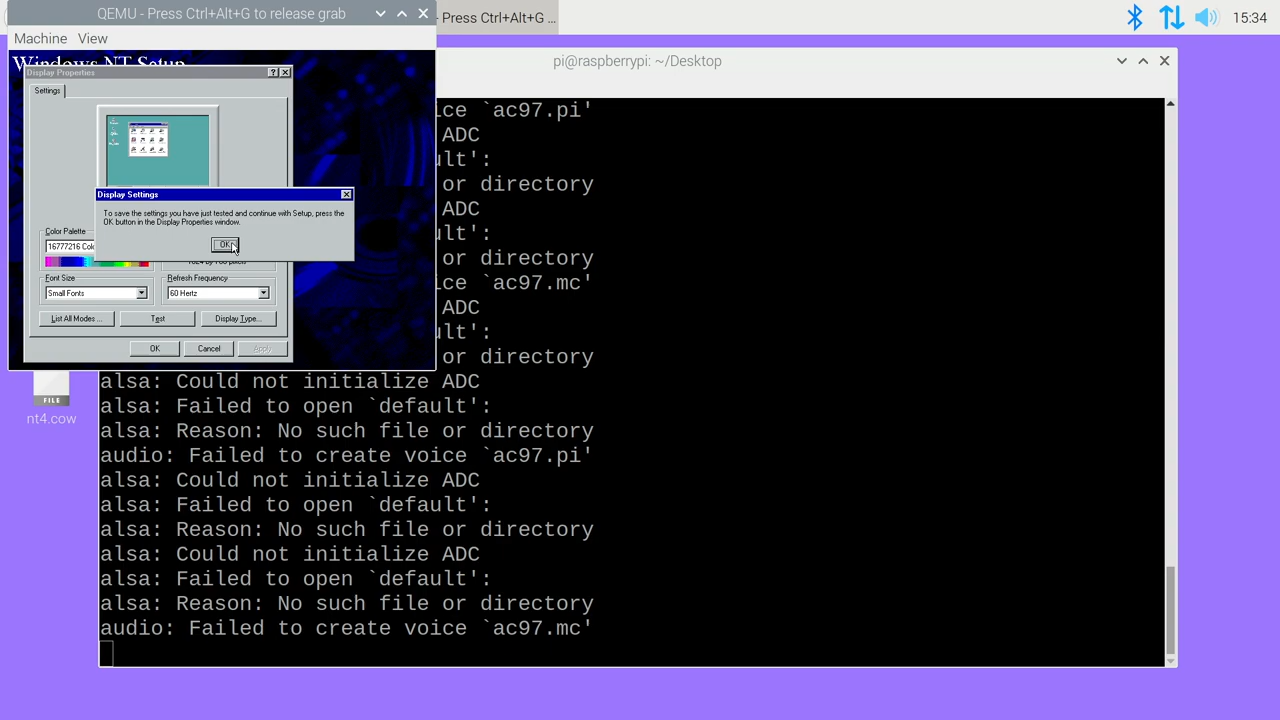 QEMU - Press Ctrl+Alt+G to release grab
- Press Ctrl+Alt+G ...
15:34
Machine View
Windows NT Setup
Display Properties
Settings
Display Settings
To save the settings you have just tested and continue with Setup, press the
OK button in the Display Properties window.
OK
Color Palette
16777216 Colo
Font Size
Small Fonts
Refresh Frequency
60 Hertz
List All Modes ...
Test
Display Type...
OK
Cancel
Apply
nt4.cow
FILE
pi@raspberrypi: ~/Desktop
ice `ac97.pi'
ADC
ult':
or directory
ADC
ult':
or directory
ice `ac97.mc'
ADC
ult':
or directory
alsa: Could not initialize ADC
alsa: Failed to open `default':
alsa: Reason: No such file or directory
audio: Failed to create voice `ac97.pi'
alsa: Could not initialize ADC
alsa: Failed to open `default':
alsa: Reason: No such file or directory
alsa: Could not initialize ADC
alsa: Failed to open `default':
alsa: Reason: No such file or directory
audio: Failed to create voice `ac97.mc'